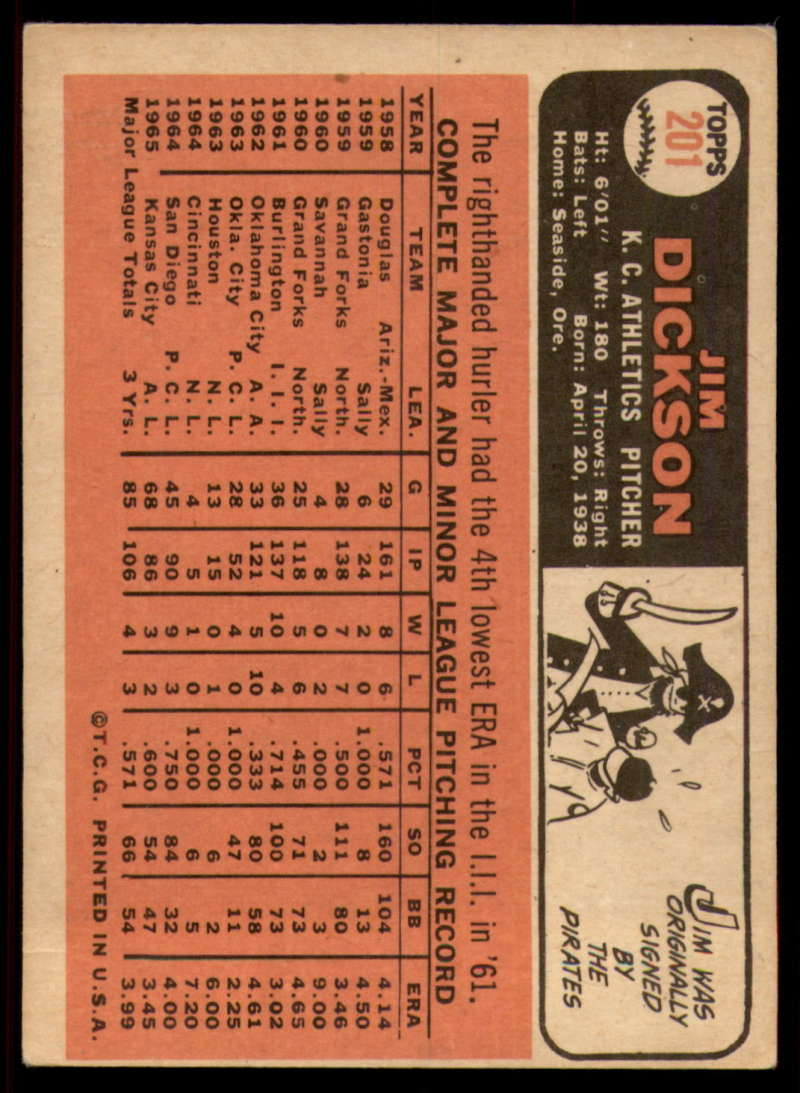 TOPPS
201
JIM
DICKSON
K. C. ATHLETICS PITCHER
Ht: 6'01" Wt: 180 Throws: Right
Bats: Left Born: April 20, 1938
Home: Seaside, Ore.
JIM WAS
ORIGINALLY
SIGNED
BY
THE
PIRATES
The righthanded hurler had the 4th lowest ERA in the I.I.I. in '61.
COMPLETE MAJOR AND MINOR LEAGUE PITCHING RECORD
YEAR TEAM LEA. G IP W L PCT SO BB ERA
1958 Douglas Ariz.-Mex. 29 161 8 6 .571 160 104 4.14
1959 Gastonia Sally 6 24 2 0 1.000 8 13 4.50
1959 Grand Forks North. 28 138 7 7 .500 111 80 3.46
1960 Savannah Sally 4 8 0 2 .000 2 3 9.00
1960 Grand Forks North. 25 118 5 6 .455 71 73 4.65
1961 Burlington I. I. I. 36 137 10 4 .714 100 73 3.02
1962 Oklahoma City A. A. 33 121 5 10 .333 80 58 4.61
1963 Okla. City P. C. L. 28 52 4 0 1.000 47 11 2.25
1963 Houston N. L. 13 15 0 1 .000 6 2 6.00
1964 Cincinnati N. L. 4 5 1 0 1.000 6 5 7.20
1964 San Diego P. C. L. 45 90 9 3 .750 84 32 4.00
1965 Kansas City A. L. 68 86 3 2 .600 54 47 3.45
Major League Totals 3 Yrs. 85 106 4 3 .571 66 54 3.99
©T.C.G. PRINTED IN U.S.A.